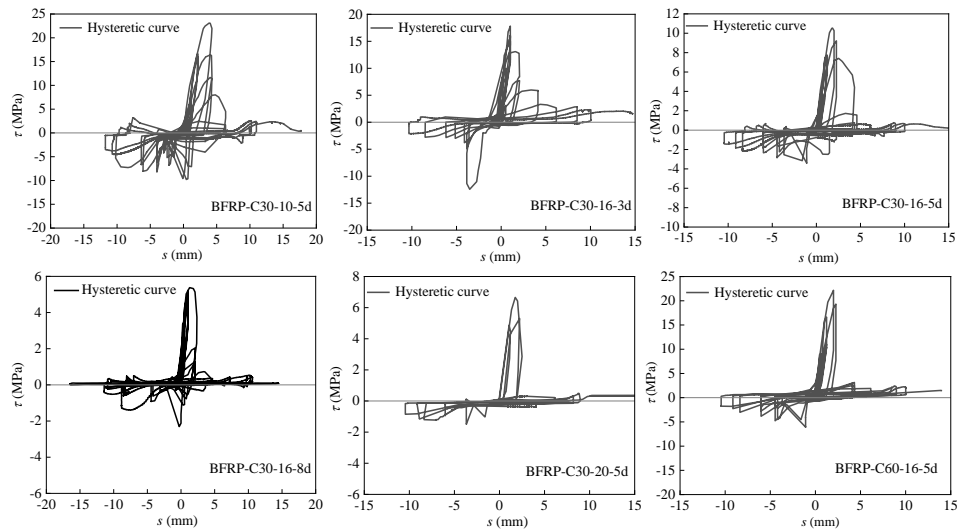 25
20
15
10
5
0
-5
-10
-15
-20
-25
τ (MPa)
Hysteretic curve
BFRP-C30-10-5d
-20 -15 -10 -5 0 5 10 15 20
s (mm)
20
15
10
5
0
-5
-10
-15
-20
τ (MPa)
Hysteretic curve
BFRP-C30-16-3d
-15 -10 -5 0 5 10 15
s (mm)
12
10
8
6
4
2
0
-2
-4
-6
-8
-10
τ (MPa)
Hysteretic curve
BFRP-C30-16-5d
-15 -10 -5 0 5 10 15
s (mm)
6
4
2
0
-2
-4
-6
τ (MPa)
Hysteretic curve
BFRP-C30-16-8d
-20 -15 -10 -5 0 5 10 15 20
s (mm)
8
6
4
2
0
-2
-4
-6
τ (MPa)
Hysteretic curve
BFRP-C30-20-5d
-15 -10 -5 0 5 10 15
s (mm)
25
20
15
10
5
0
-5
-10
-15
-20
τ (MPa)
Hysteretic curve
BFRP-C60-16-5d
-15 -10 -5 0 5 10 15
s (mm)